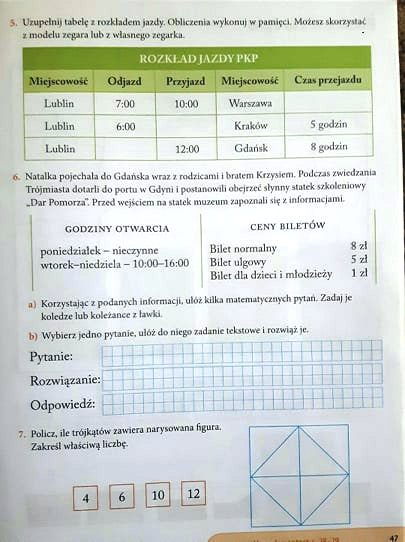 5. Uzupełnij tabelę z rozkładem jazdy. Obliczenia wykonuj w pamięci. Możesz skorzystać
z modelu zegara lub z własnego zegarka.
ROZKŁAD JAZDY PKP
Miejscowość Odjazd Przyjazd Miejscowość Czas przejazdu
Lublin 7:00 10:00 Warszawa
Lublin 6:00 Kraków 5 godzin
Lublin 12:00 Gdańsk 8 godzin
6. Natalka pojechała do Gdańska wraz z rodzicami i bratem Krzysiem. Podczas zwiedzania
Trójmiasta dotarli do portu w Gdyni i postanowili obejrzeć słynny statek szkoleniowy
„Dar Pomorza”. Przed wejściem na statek muzeum zapoznali się z informacjami.
GODZINY OTWARCIA
poniedziałek – nieczynne
wtorek–niedziela – 10:00–16:00
CENY BILETÓW
Bilet normalny 8 zł
Bilet ulgowy 5 zł
Bilet dla dzieci i młodzieży 1 zł
a) Korzystając z podanych informacji, ułóż kilka matematycznych pytań. Zadaj je
koledze lub koleżance z ławki.
b) Wybierz jedno pytanie, ułóż do niego zadanie tekstowe i rozwiąż je.
Pytanie:
Rozwiązanie:
Odpowiedź:
7. Policz, ile trójkątów zawiera narysowana figura.
Zakreśl właściwą liczbę.
4 6 10 12
47